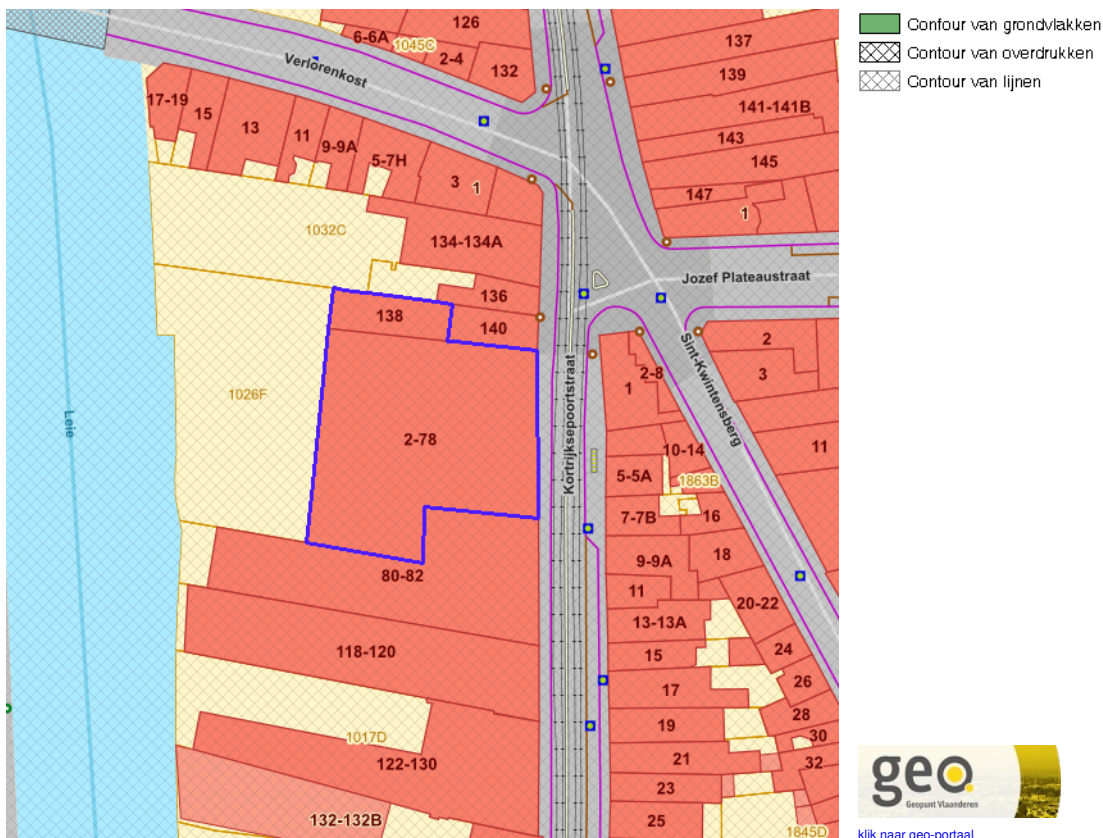 126
6-6A
1045C
2-4
132
Verlorenkost
17-19
15
13
11
9-9A
5-7H
3
1
137
139
141-141B
143
145
147
1
1032C
134-134A
136
138
140
Jozef Plateaustraat
1026F
2-78
Leie
Kortrijksepoortstraat
Sint-Kwintensberg
2
3
11
1
2-8
10-14
5-5A
1863B
7-7B
16
9-9A
18
11
20-22
13-13A
24
15
26
17
28
19
30
21
32
23
25
1845D
80-82
118-120
1017D
122-130
132-132B
Contour van grondvlakken
Contour van overdrukken
Contour van lijnen
geo
Geopunt Vlaanderen
klik naar geo-portaal